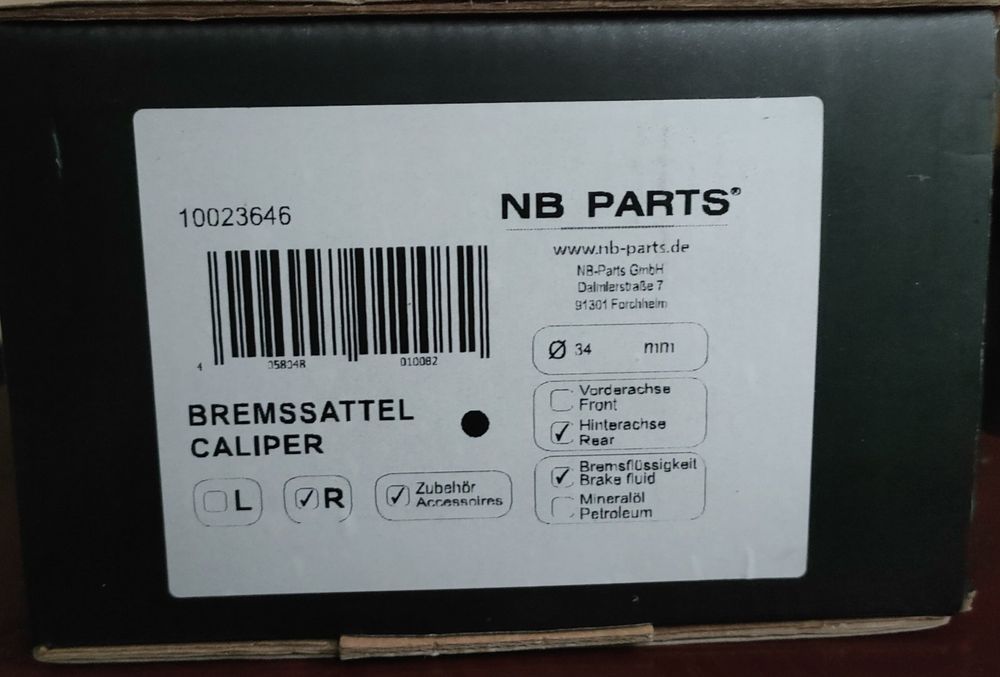 10023646
NB PARTS®
www.nb-parts.de
NB-Parts GmbH
Daimlerstraße 7
91301 Forchheim
4 058048 010082
Ø 34 mm
Vorderachse
Front
Hinterachse
Rear
BREMSSATTEL
CALIPER
Bremsflüssigkeit
Brake fluid
Mineralöl
Petroleum
L
R
Zubehör
Accessoires